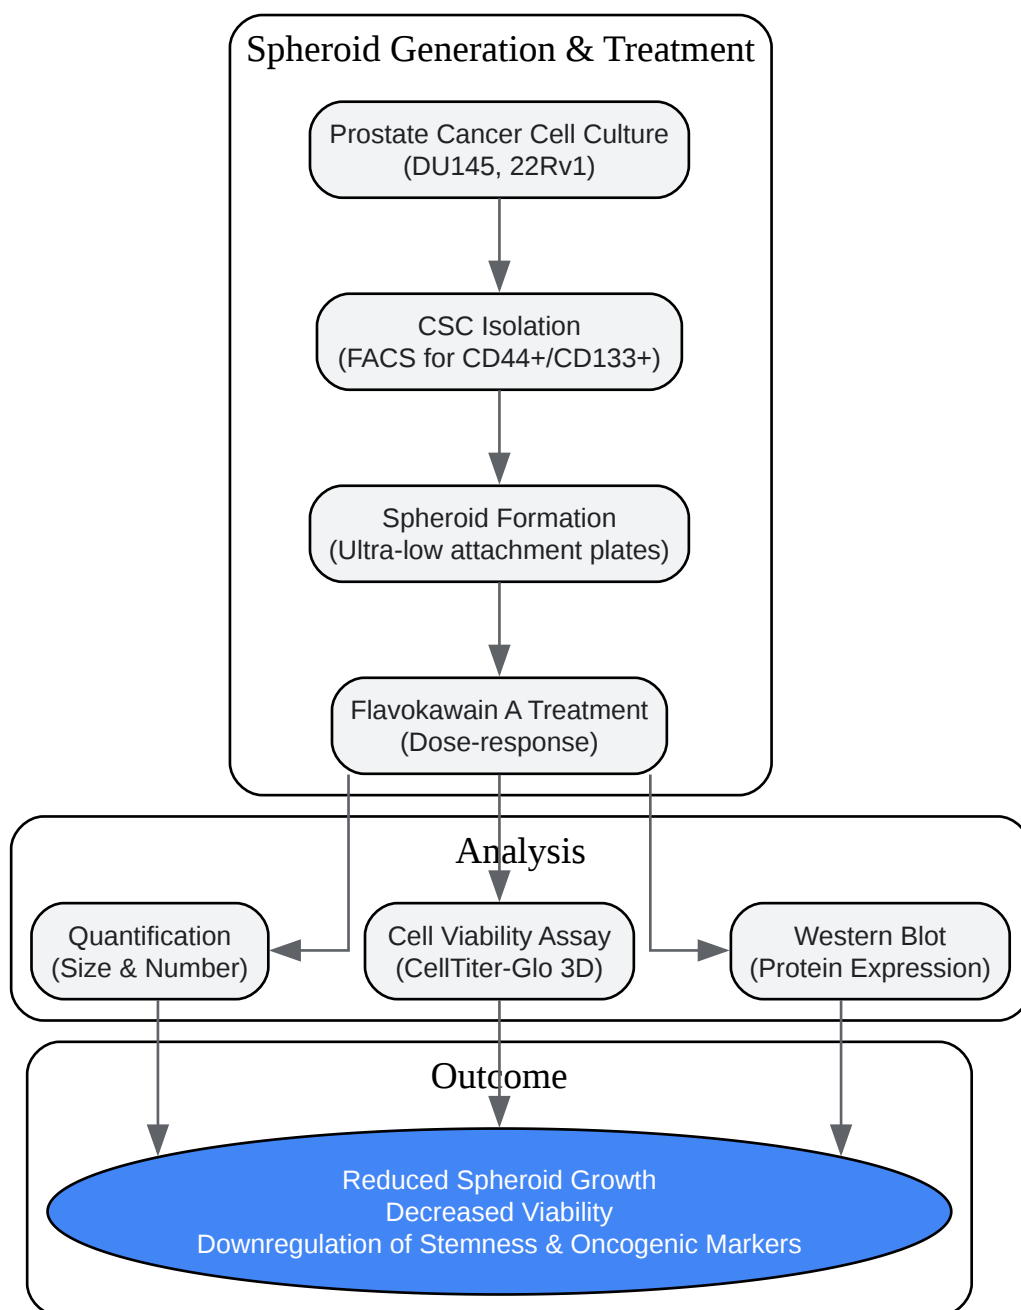 Spheroid Generation & Treatment
Prostate Cancer Cell Culture
(DU145, 22Rv1)
CSC Isolation
(FACS for CD44+/CD133+)
Spheroid Formation
(Ultra-low attachment plates)
Flavokawain A Treatment
(Dose-response)
Analysis
Quantification
(Size & Number)
Cell Viability Assay
(CellTiter-Glo 3D)
Western Blot
(Protein Expression)
Outcome
Reduced Spheroid Growth
Decreased Viability
Downregulation of Stemness & Oncogenic Markers